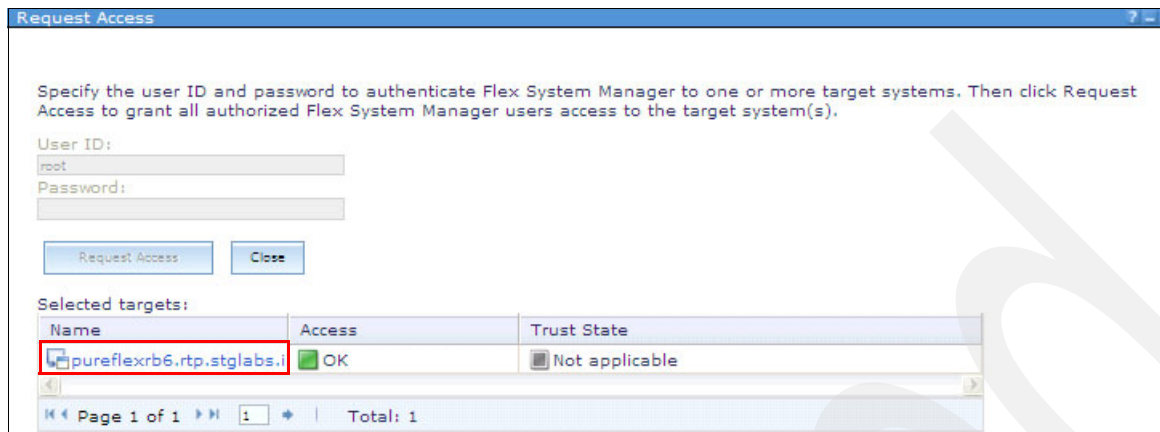 Request Access
Specify the user ID and password to authenticate Flex System Manager to one or more target systems. Then click Request
Access to grant all authorized Flex System Manager users access to the target system(s).
User ID:
root
Password:
Request Access Close
Selected targets:
Name Access Trust State
pureflexrb6.rtp.stglabs.i OK Not applicable
Page 1 of 1 1 Total: 1